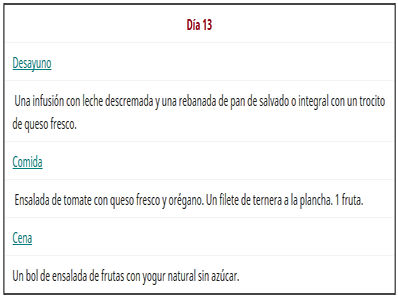 Día 13
Desayuno
Una infusión con leche descremada y una rebanada de pan de salvado o integral con un trocito
de queso fresco.
Comida
Ensalada de tomate con queso fresco y orégano. Un filete de ternera a la plancha. 1 fruta.
Cena
Un bol de ensalada de frutas con yogur natural sin azúcar.